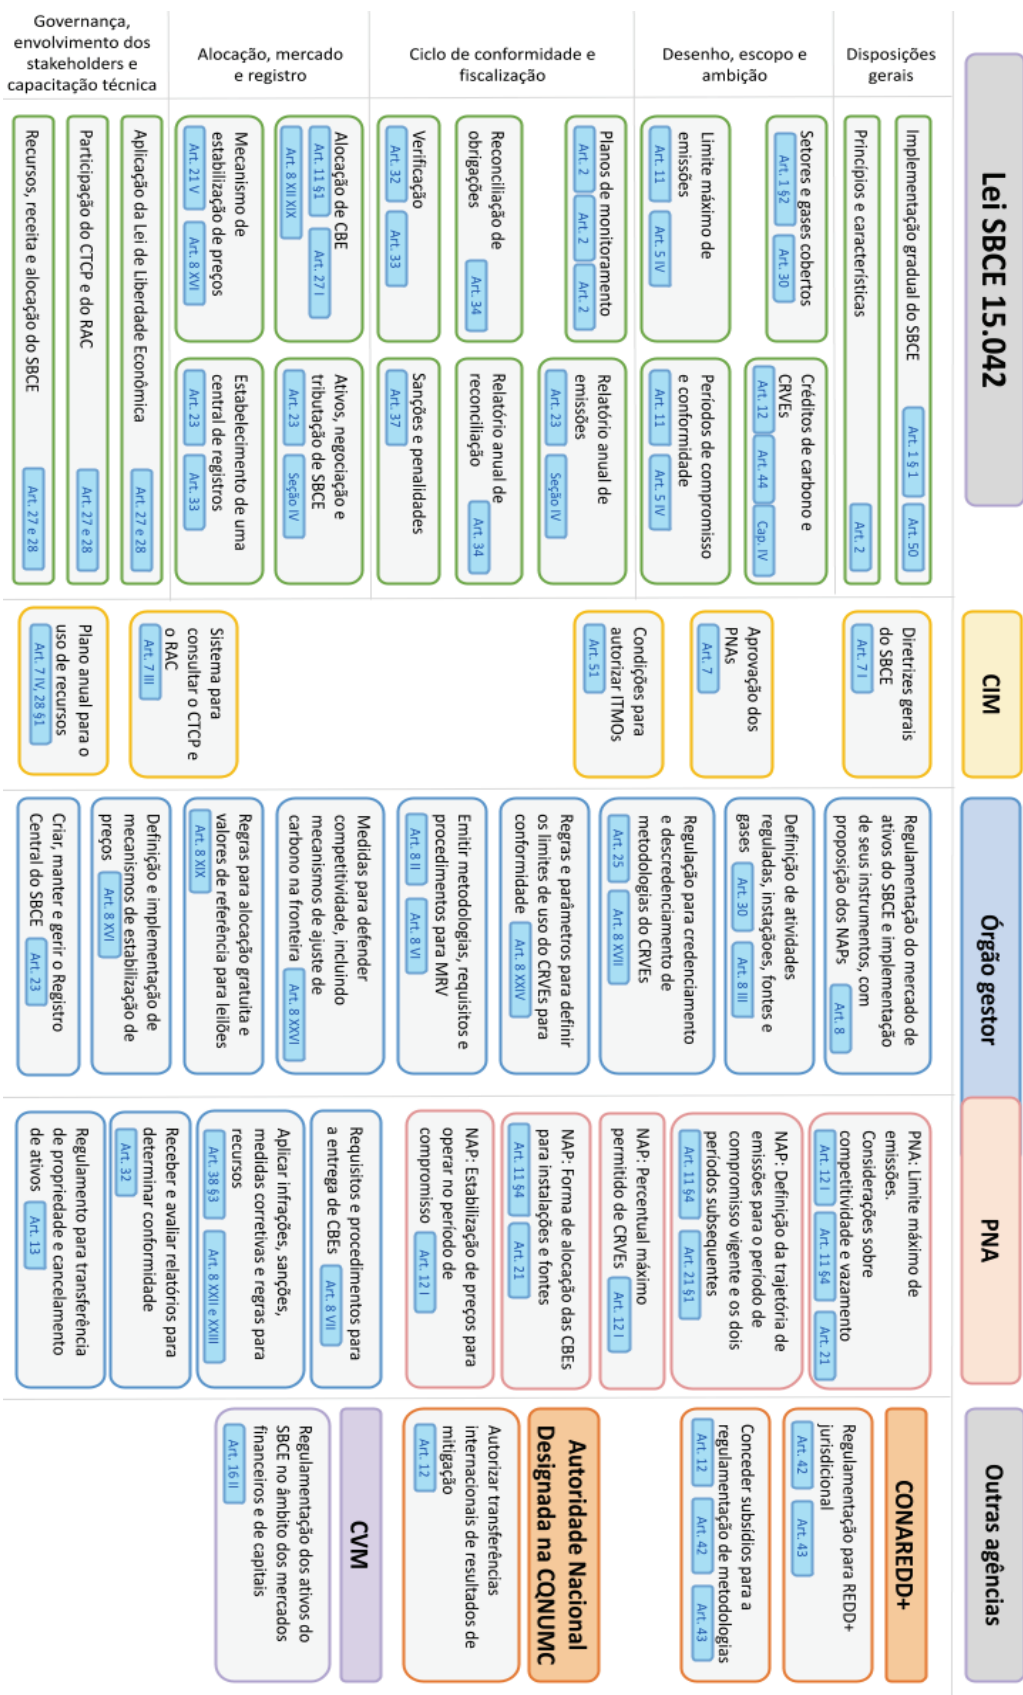 Lei SBCE 15.042
CIM
Órgão gestor
PNA
Outras agências
Disposições
gerais
Implementação gradual do SBCE
Art. 1 § 1
Art. 50
Princípios e características
Art. 2
Diretrizes gerais
do SBCE
Art. 7 I
Regulamentação do mercado de
ativos do SBCE e implementação
de seus instrumentos, com
proposição dos NAPs
Art. 8
PNA: Limite máximo de
emissões.
Considerações sobre
competitividade e vazamento
Art. 12 I
Art. 11 §4
Art. 21
CONAREDD+
Regulamentação para REDD+
jurisdicional
Art. 42
Art. 43
Conceder subsídios para a
regulamentação de metodologias
Art. 12
Art. 42
Art. 43
Desenho, escopo e
ambição
Setores e gases cobertos
Art. 1 §2
Art. 30
Créditos de carbono e
CRVEs
Art. 12
Art. 44
Cap. IV
Limite máximo de
emissões
Art. 11
Art. 5 IV
Períodos de compromisso
e conformidade
Art. 11
Art. 5 IV
Aprovação dos
PNAs
Art. 7
Definição de atividades
reguladas, instaçãoes, fontes e
gases
Art. 30
Art. 8 III
Regulação para credenciamento
e descredenciamento de
metodologias do CRVEs
Art. 25
Art. 8 XVII
NAP: Definição da trajetória de
emissões para o período de
compromisso vigente e os dois
períodos subsequentes
Art. 11 §4
Art. 21 §1
NAP: Percentual máximo
permitido de CRVEs
Art. 12 I
Ciclo de conformidade e
fiscalização
Planos de monitoramento
Art. 2
Art. 2
Art. 2
Relatório anual de
emissões
Art. 23
Seção IV
Reconciliação de
obrigações
Art. 34
Relatório anual de
reconciliação
Art. 34
Verificação
Art. 32
Art. 33
Sanções e penalidades
Art. 37
Condições para
autorizar ITMOs
Art. 51
Regras e parâmetros para definir
os limites de uso do CRVEs para
conformidade
Art. 8 XXIV
Emitir metodologias, requisitos e
procedimentos para MRV
Art. 8 II
Art. 8 VI
NAP: Forma de alocação das CBEs
para instalações e fontes
Art. 11 §4
Art. 21
NAP: Estabilização de preços para
operar no período de
compromisso
Art. 12 I
Autoridade Nacional
Designada na CQNUMC
Autorizar transferências
internacionais de resultados de
mitigação
Art. 12
Alocação, mercado
e registro
Alocação de CBE
Art. 11 §1
Art. 27 I
Art. 8 XII XIX
Ativos, negociação e
tributação de SBCE
Art. 23
Seção IV
Mecanismo de
estabilização de preços
Art. 21 V
Art. 8 XVI
Estabelecimento de uma
central de registros
Art. 23
Art. 33
Sistema para
consultar o CTCP e
o RAC
Art. 7 III
Medidas para defender
competitividade, incluindo
mecanismos de ajuste de
carbono na fronteira
Art. 8 XXVI
Regras para alocação gratuita e
valores de referência para leilões
Art. 8 XIX
Requisitos e procedimentos para
a entrega de CBEs
Art. 8 VII
Aplicar infrações, sanções,
medidas corretivas e regras para
recursos
Art. 38 §3
Art. 8 XXII e XXIII
CVM
Regulamentação dos ativos do
SBCE no âmbito dos mercados
financeiros e de capitais
Art. 16 II
Governança,
envolvimento dos
stakeholders e
capacitação técnica
Aplicação da Lei de Liberdade Econômica
Art. 27 e 28
Participação do CTCP e do RAC
Art. 27 e 28
Recursos, receita e alocação do SBCE
Art. 27 e 28
Plano anual para o
uso de recursos
Art. 7 IV, 28 §1
Definição e implementação de
mecanismos de estabilização de
preços
Art. 8 XVI
Criar, manter e gerir o Registro
Central do SBCE
Art. 23
Receber e avaliar relatórios para
determinar conformidade
Art. 32
Regulamento para transferência
de propriedade e cancelamento
de ativos
Art. 13